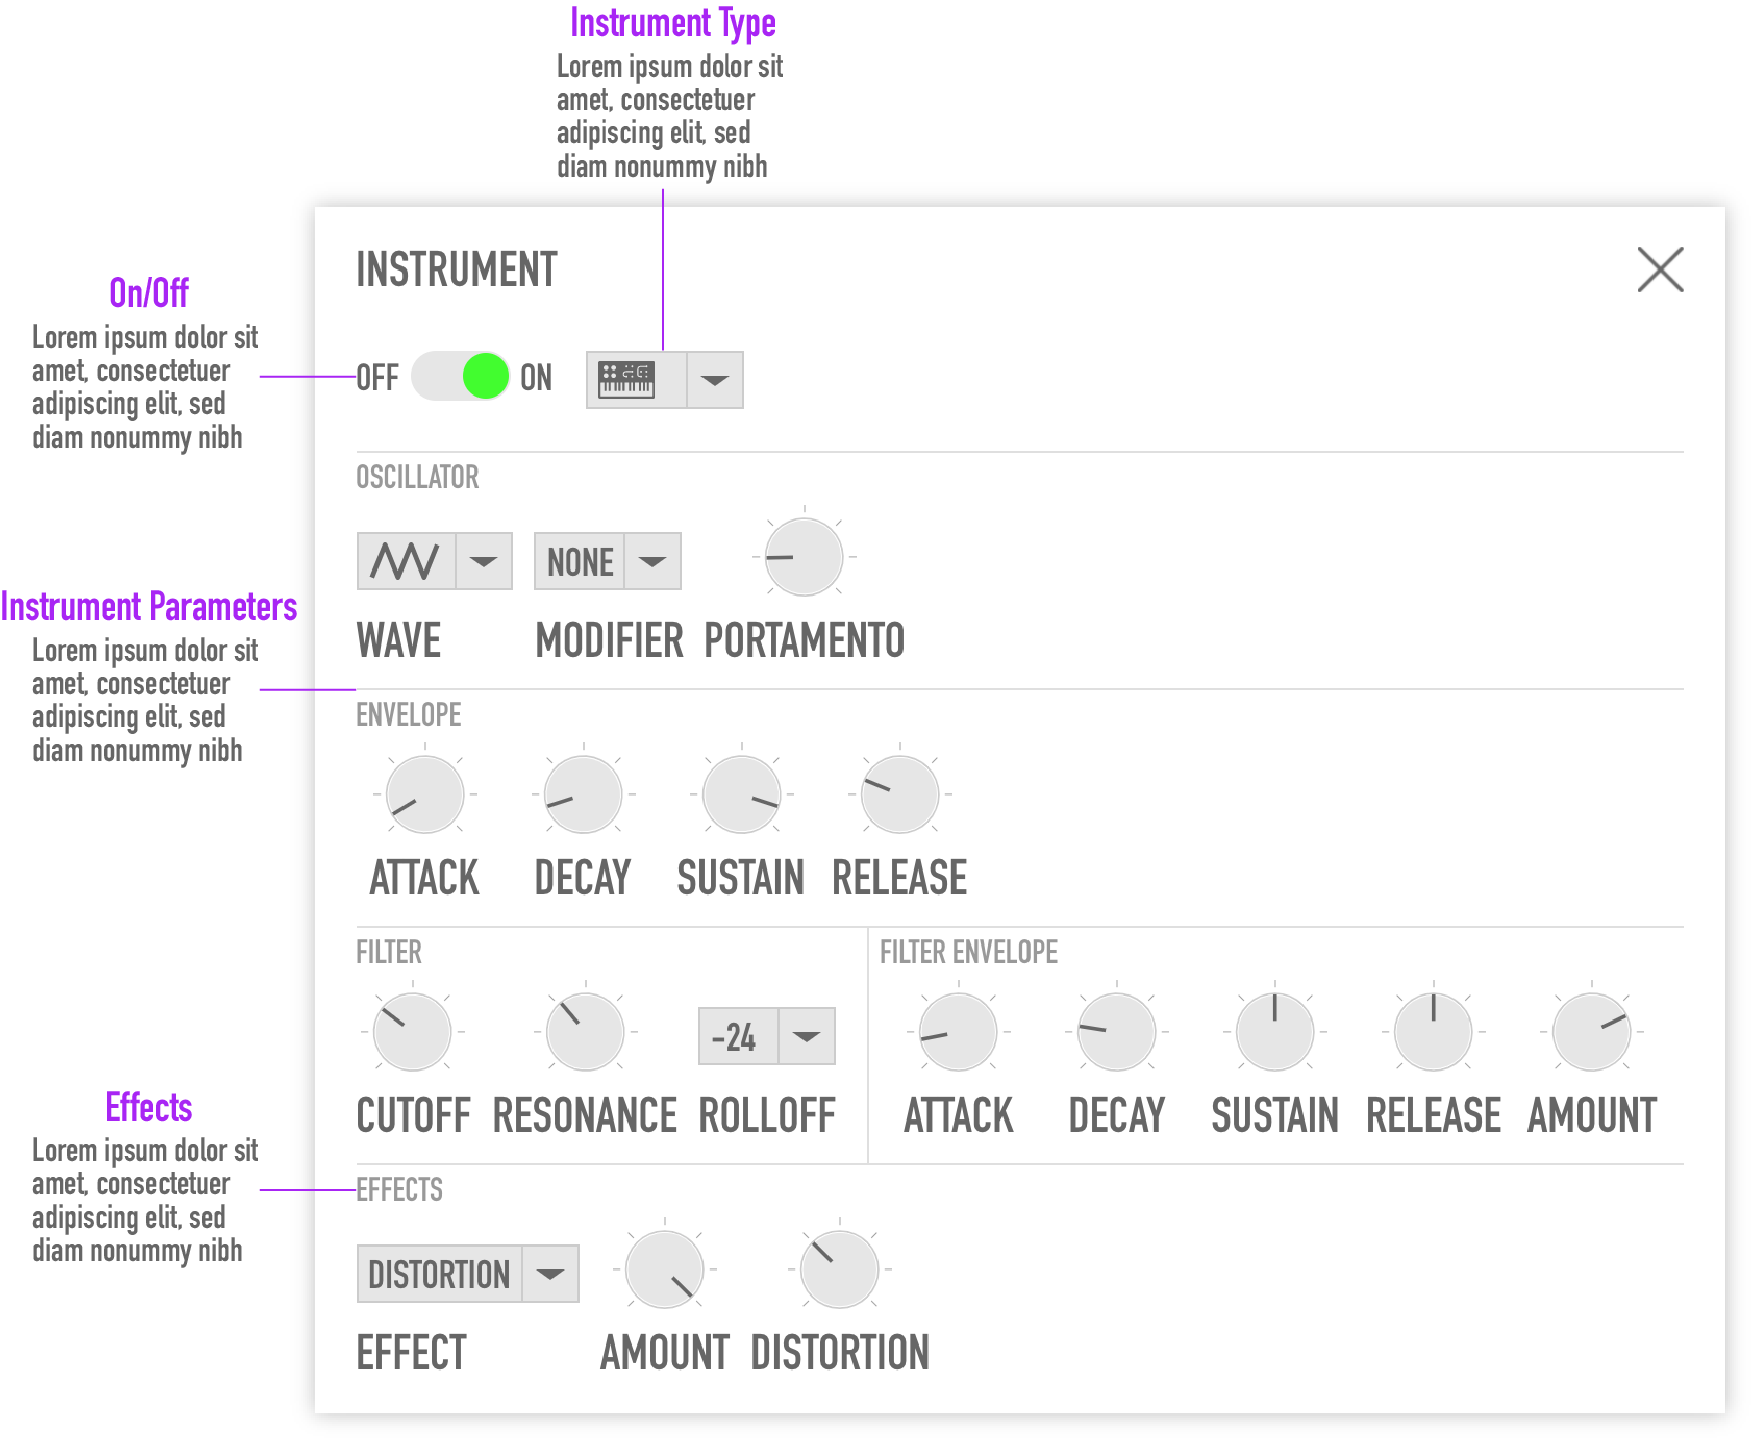 Instrument Type
Lorem ipsum dolor sit
amet, consectetuer
adipiscing elit, sed
diam nonummy nibh
INSTRUMENT
On/Off
Lorem ipsum dolor sit
amet, consectetuer
adipiscing elit, sed
diam nonummy nibh
OFF ON
OSCILLATOR
NONE
WAVE MODIFIER PORTAMENTO
Instrument Parameters
Lorem ipsum dolor sit
amet, consectetuer
adipiscing elit, sed
diam nonummy nibh
ENVELOPE
ATTACK DECAY SUSTAIN RELEASE
FILTER
-24
CUTOFF RESONANCE ROLLOFF
FILTER ENVELOPE
ATTACK DECAY SUSTAIN RELEASE AMOUNT
Effects
Lorem ipsum dolor sit
amet, consectetuer
adipiscing elit, sed
diam nonummy nibh
EFFECTS
DISTORTION
EFFECT AMOUNT DISTORTION